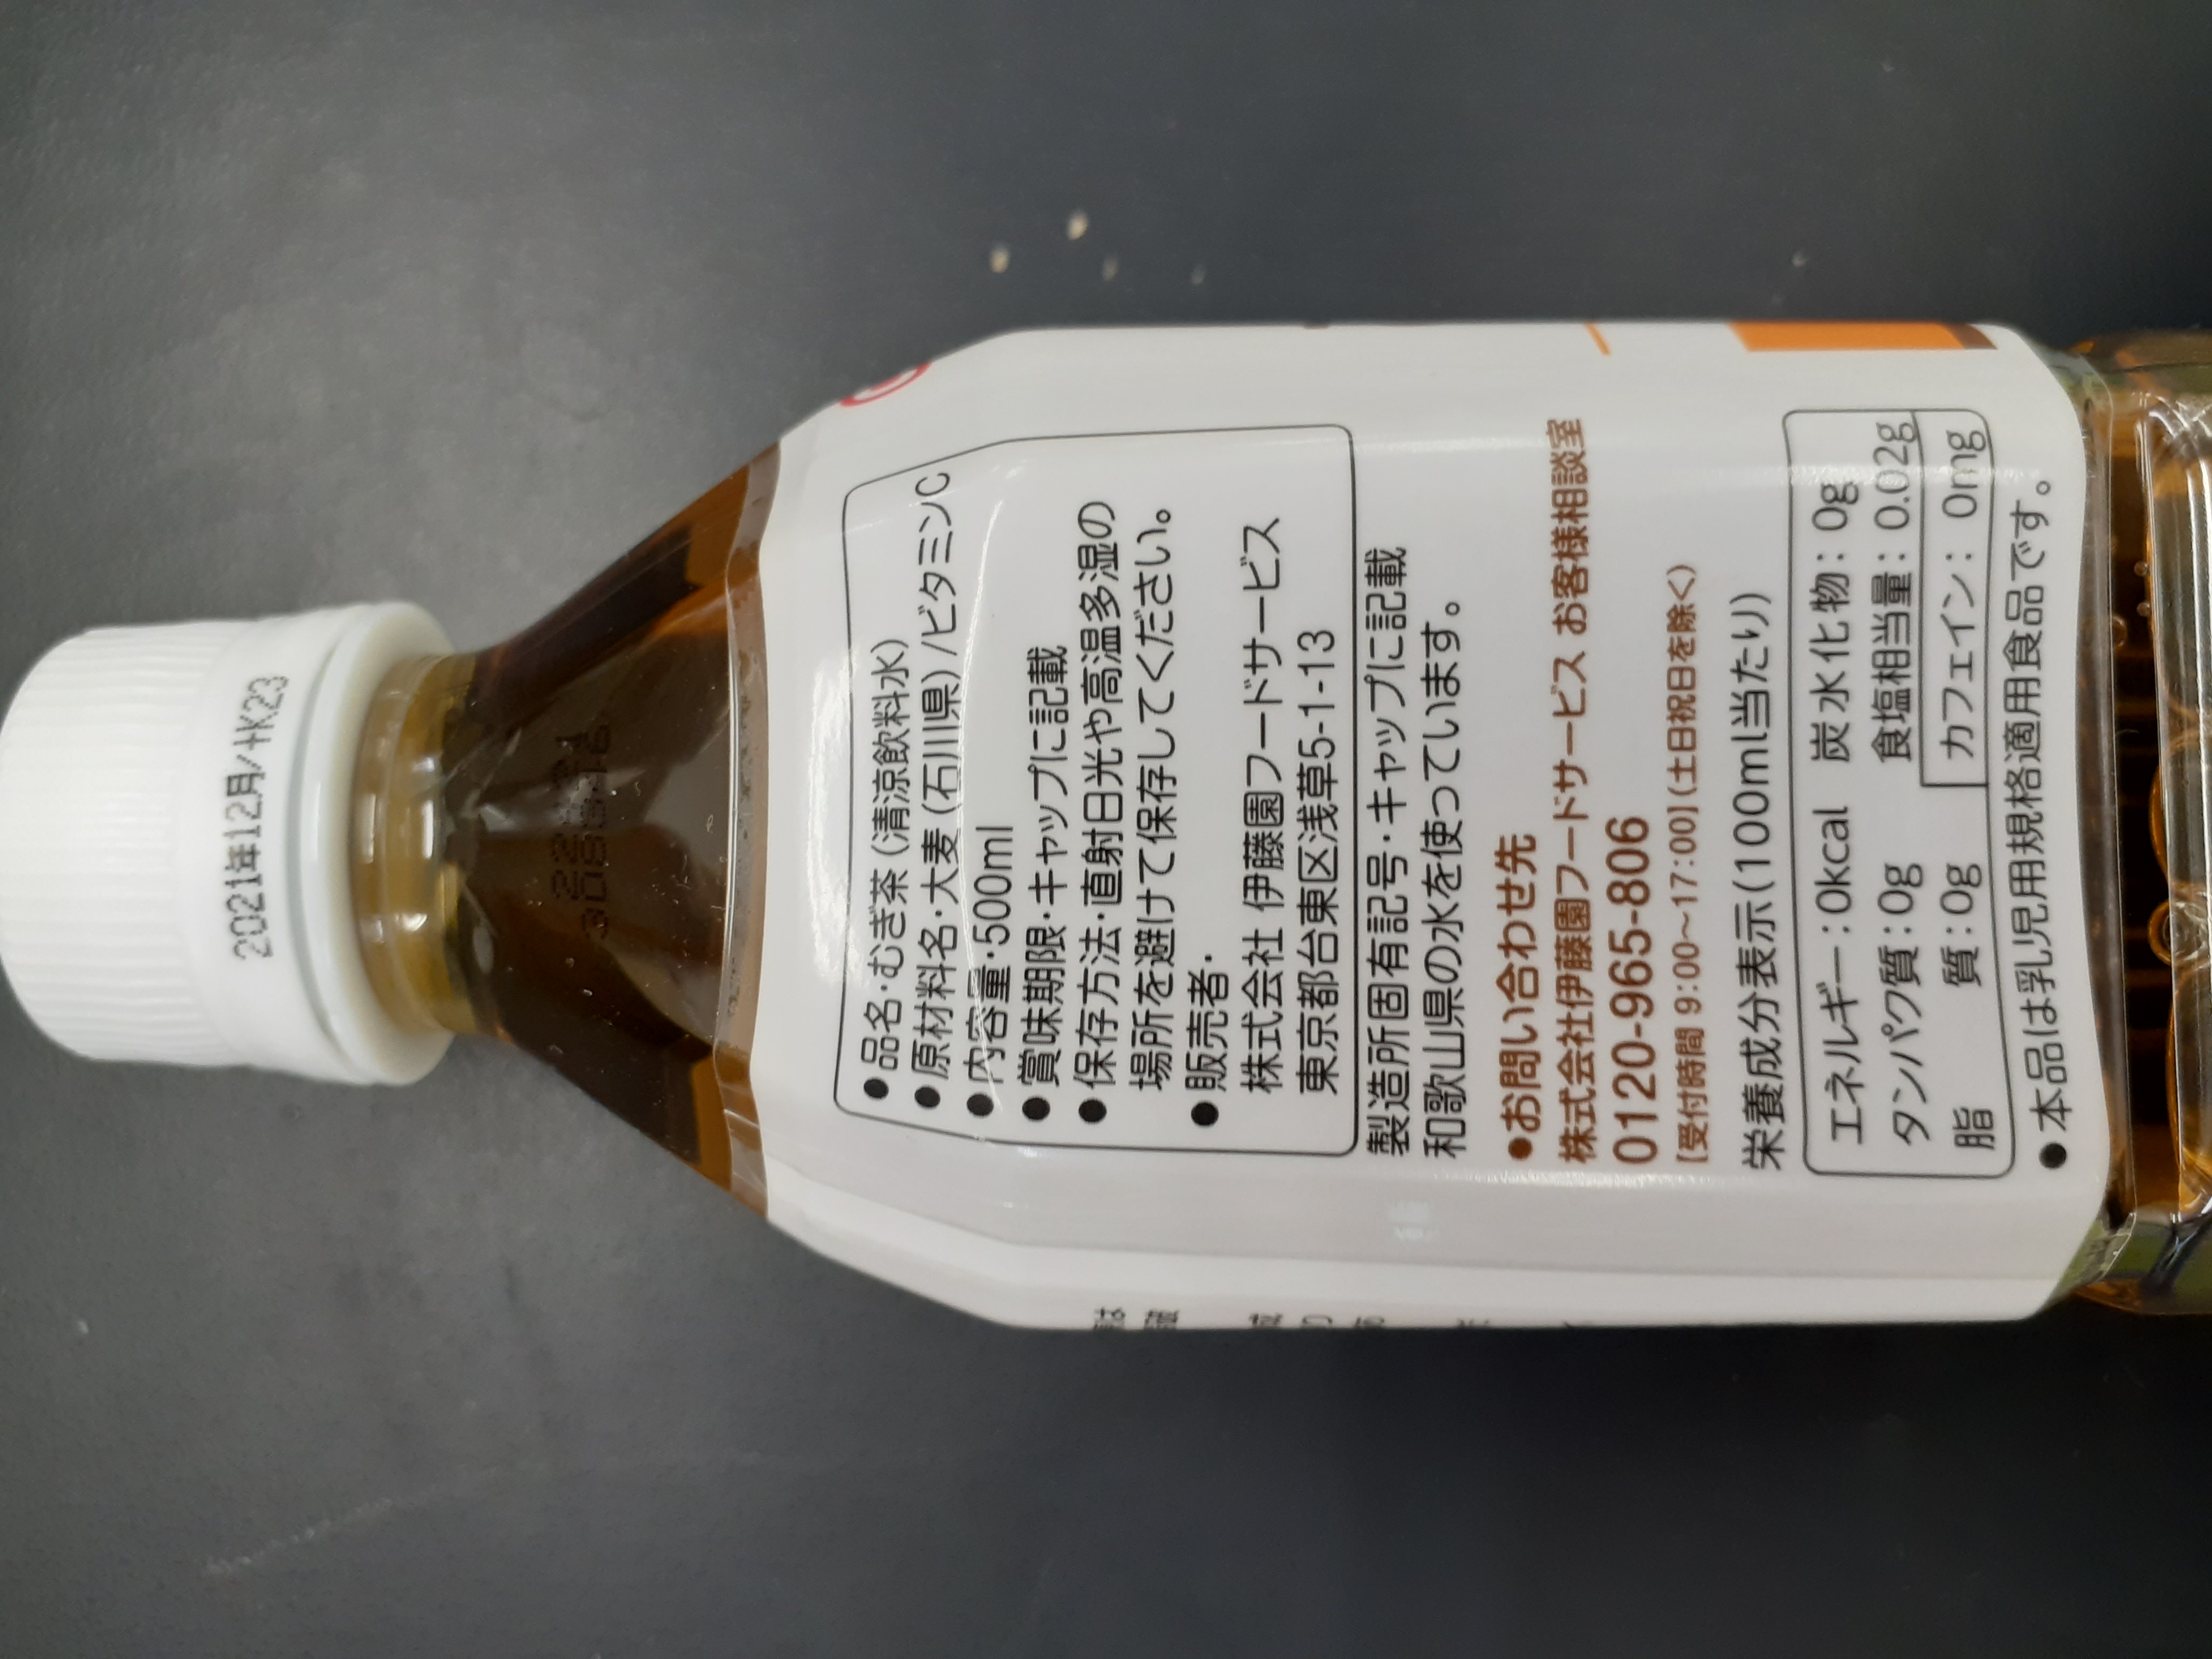 2021年12月/+K23
●品名・むぎ茶(清涼飲料水)
●原材料名・大麦(石川県)/ビタミンC
●内容量・500ml
●賞味期限・キャップに記載
●保存方法・直射日光や高温多湿の
場所を避けて保存してください。
●販売者・
株式会社 伊藤園フードサービス
東京都台東区浅草5-1-13
製造所固有記号・キャップに記載
和歌山県の水を使っています。
●お問い合わせ先
株式会社伊藤園フードサービス お客様相談室
0120-965-806
【受付時間 9:00~17:00】(土日祝日を除く)
栄養成分表示(100ml当たり)
エネルギー:0kcal 炭水化物:0g
タンパク質:0g 食塩相当量:0.02g
脂 質:0g カフェイン:0mg
●本品は乳児用規格適用食品です。